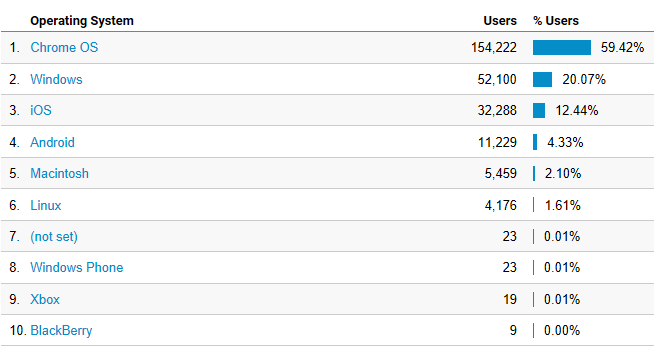 Operating System Users % Users
1. Chrome OS 154,222 59.42%
2. Windows 52,100 20.07%
3. iOS 32,288 12.44%
4. Android 11,229 4.33%
5. Macintosh 5,459 2.10%
6. Linux 4,176 1.61%
7. (not set) 23 0.01%
8. Windows Phone 23 0.01%
9. Xbox 19 0.01%
10. BlackBerry 9 0.00%